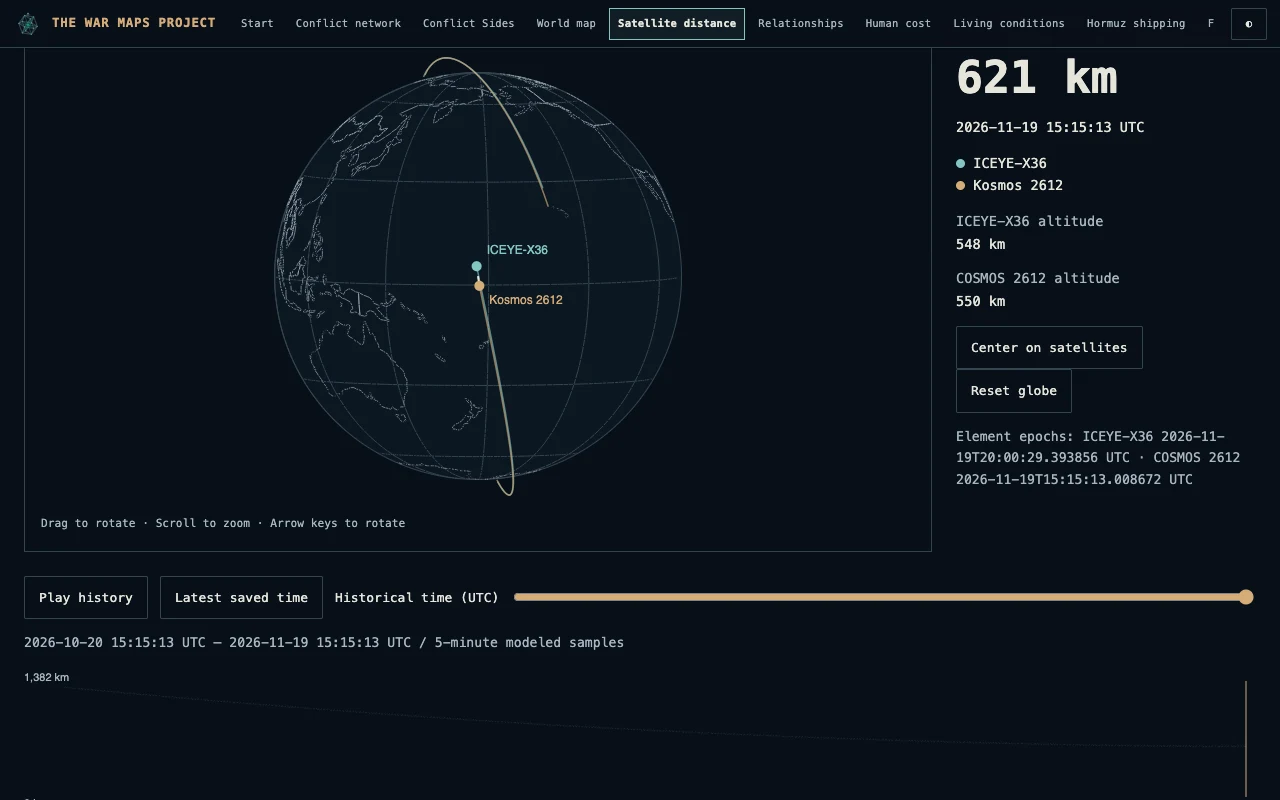 THE WAR MAPS PROJECT
Start
Conflict network
Conflict Sides
World map
Satellite distance
Relationships
Human cost
Living conditions
Hormuz shipping
F
621 km
2026-11-19 15:15:13 UTC
ICEYE-X36
Kosmos 2612
ICEYE-X36 altitude
548 km
COSMOS 2612 altitude
550 km
Center on satellites
Reset globe
Element epochs: ICEYE-X36 2026-11-
19T20:00:29.393856 UTC · COSMOS 2612
2026-11-19T15:15:13.008672 UTC
ICEYE-X36
Kosmos 2612
Drag to rotate · Scroll to zoom · Arrow keys to rotate
Play history
Latest saved time
Historical time (UTC)
2026-10-20 15:15:13 UTC — 2026-11-19 15:15:13 UTC / 5-minute modeled samples
1,382 km